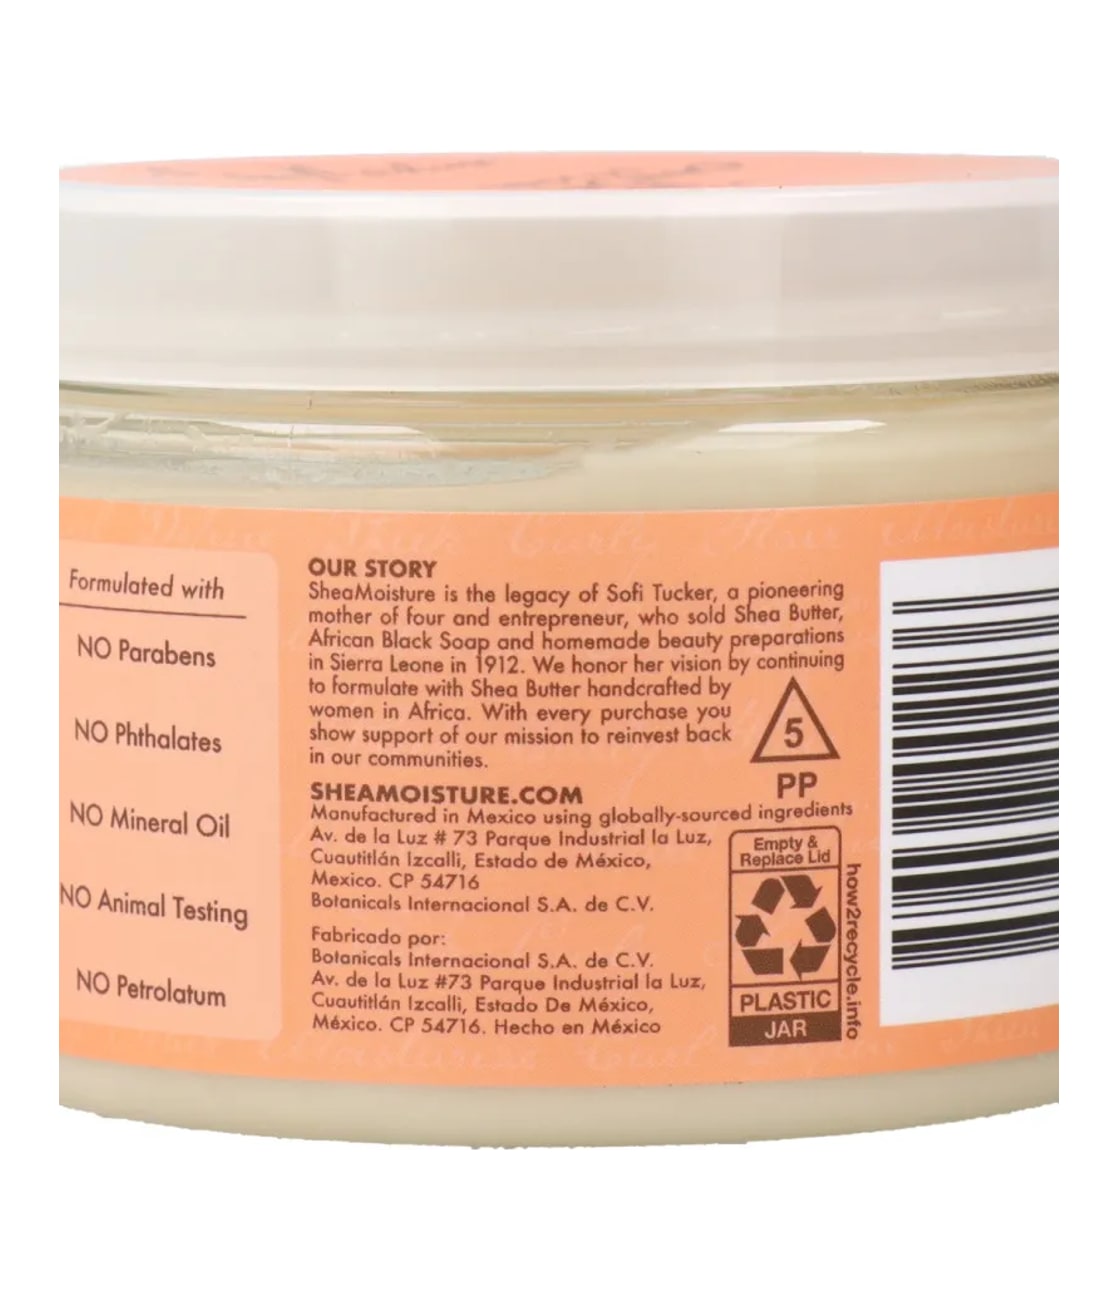 Formulated with
NO Parabens
NO Phthalates
NO Mineral Oil
NO Animal Testing
NO Petrolatum
OUR STORY
SheaMoisture is the legacy of Sofi Tucker, a pioneering
mother of four and entrepreneur, who sold Shea Butter,
African Black Soap and homemade beauty preparations
in Sierra Leone in 1912. We honor her vision by continuing
to formulate with Shea Butter handcrafted by
women in Africa. With every purchase you
show support of our mission to reinvest back
in our communities.
5
PP
SHEAMOISTURE.COM
Manufactured in Mexico using globally-sourced ingredients
Av. de la Luz # 73 Parque Industrial la Luz,
Cuautitlán Izcalli, Estado de México,
Mexico. CP 54716
Botanicals Internacional S.A. de C.V.
Fabricado por:
Botanicals Internacional S.A. de C.V.
Av. de la Luz #73 Parque Industrial la Luz,
Cuautitlán Izcalli, Estado De México,
México. CP 54716. Hecho en México
Empty &
Replace Lid
PLASTIC
JAR
how2recycle.info